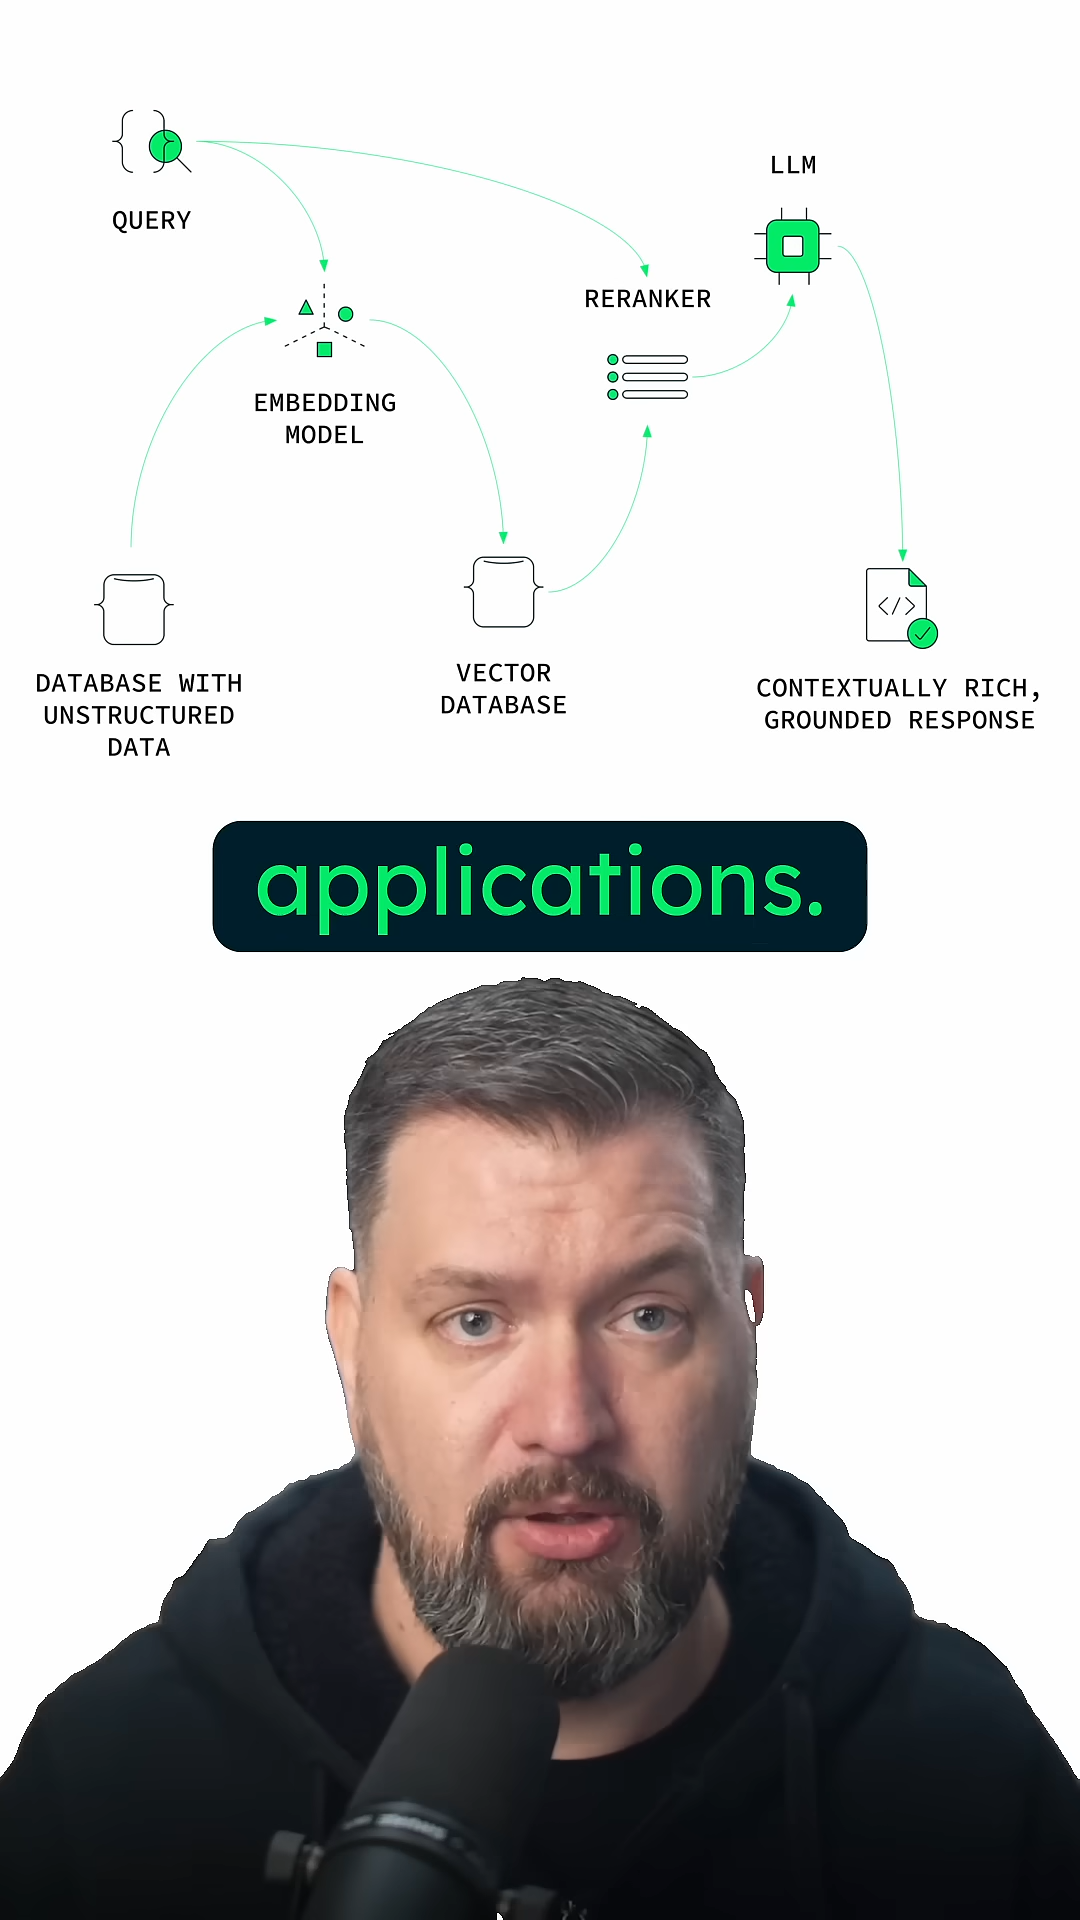 QUERY
LLM
RERANKER
EMBEDDING
MODEL
DATABASE WITH
UNSTRUCTURED
DATA
VECTOR
DATABASE
CONTEXTUALLY RICH,
GROUNDED RESPONSE
applications.